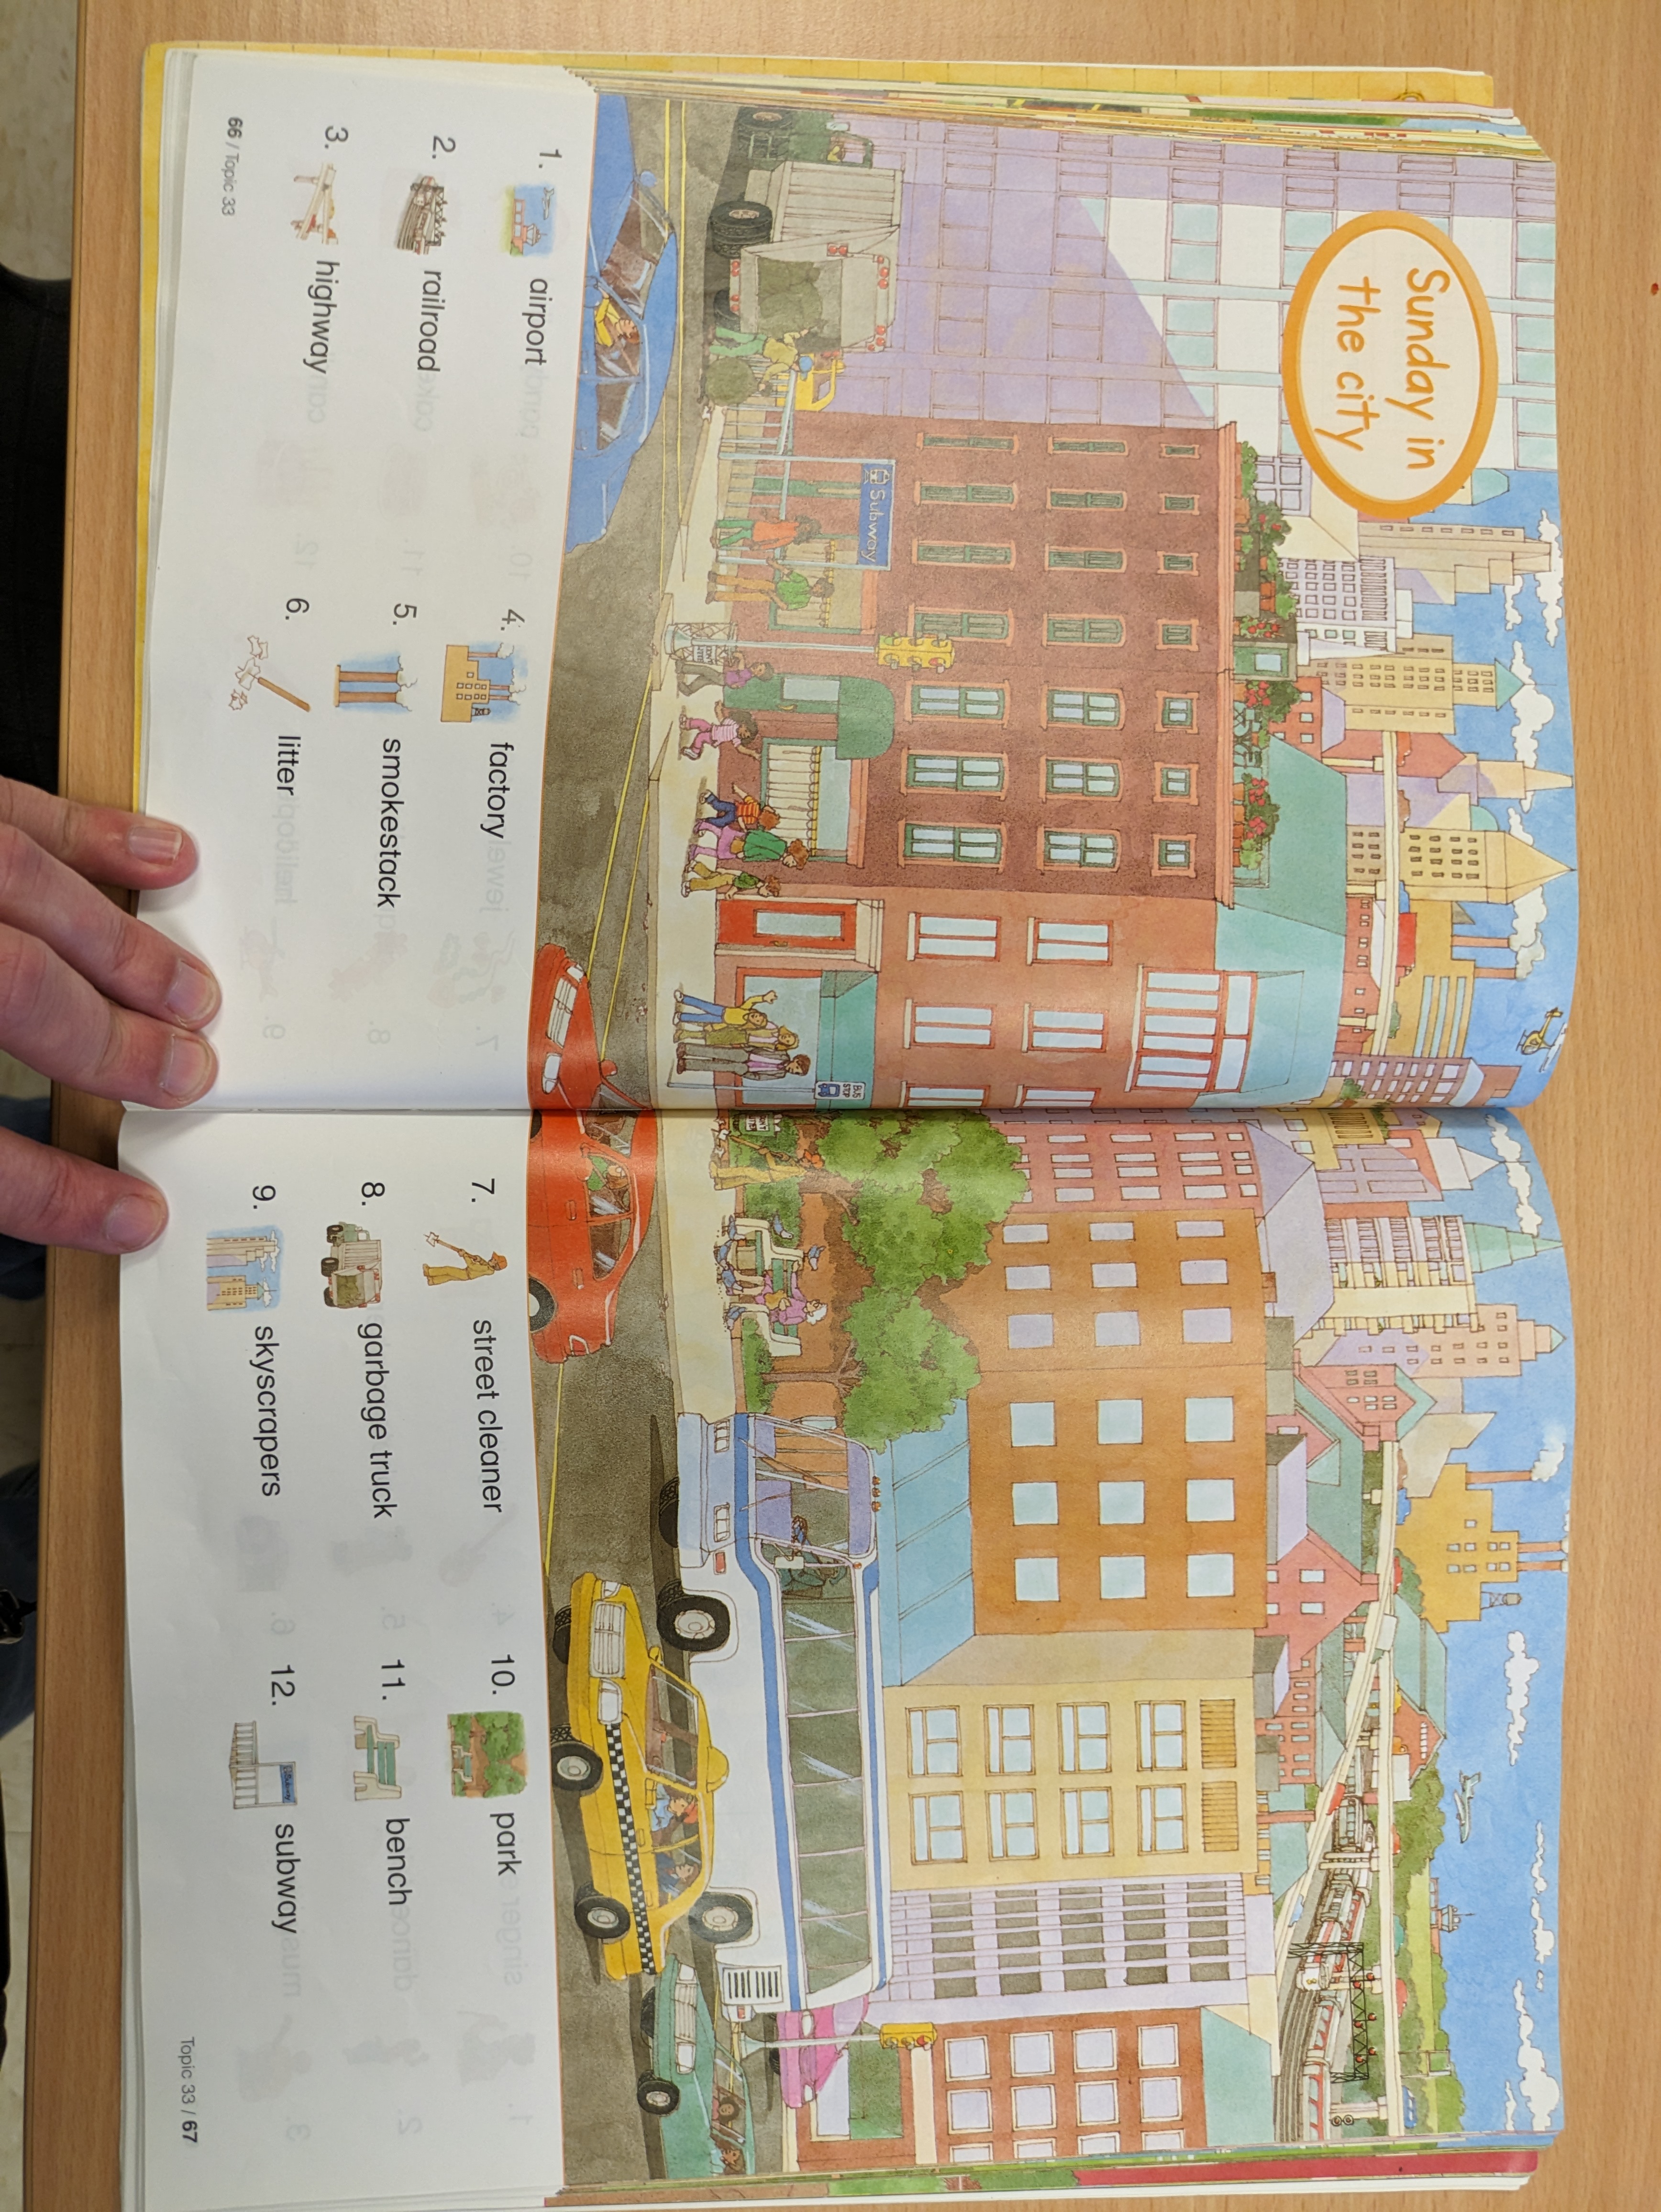 Sunday in
the city
Subway
BUS
STOP
1. airport
2. railroad
3. highway
4. factory
5. smokestack
6. litter
66 / Topic 33
7. street cleaner
8. garbage truck
9. skyscrapers
10. park
11. bench
12. subway
Topic 33 / 67